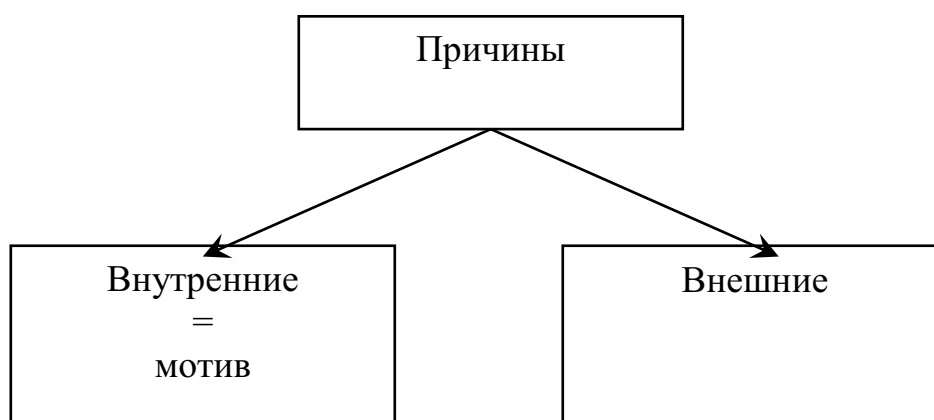 Причины
Внутренние
=
мотив
Внешние